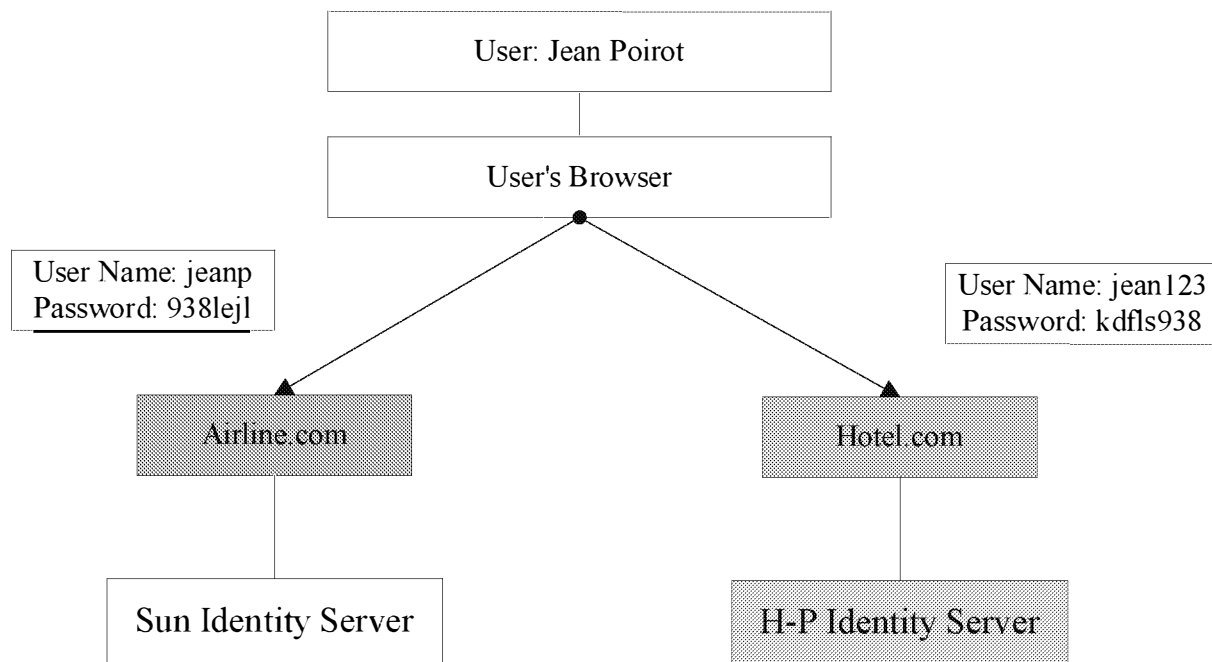 User: Jean Poirot
User's Browser
User Name: jeanp
Password: 938lejl
User Name: jean123
Password: kdfls938
Airline.com
Hotel.com
Sun Identity Server
H-P Identity Server